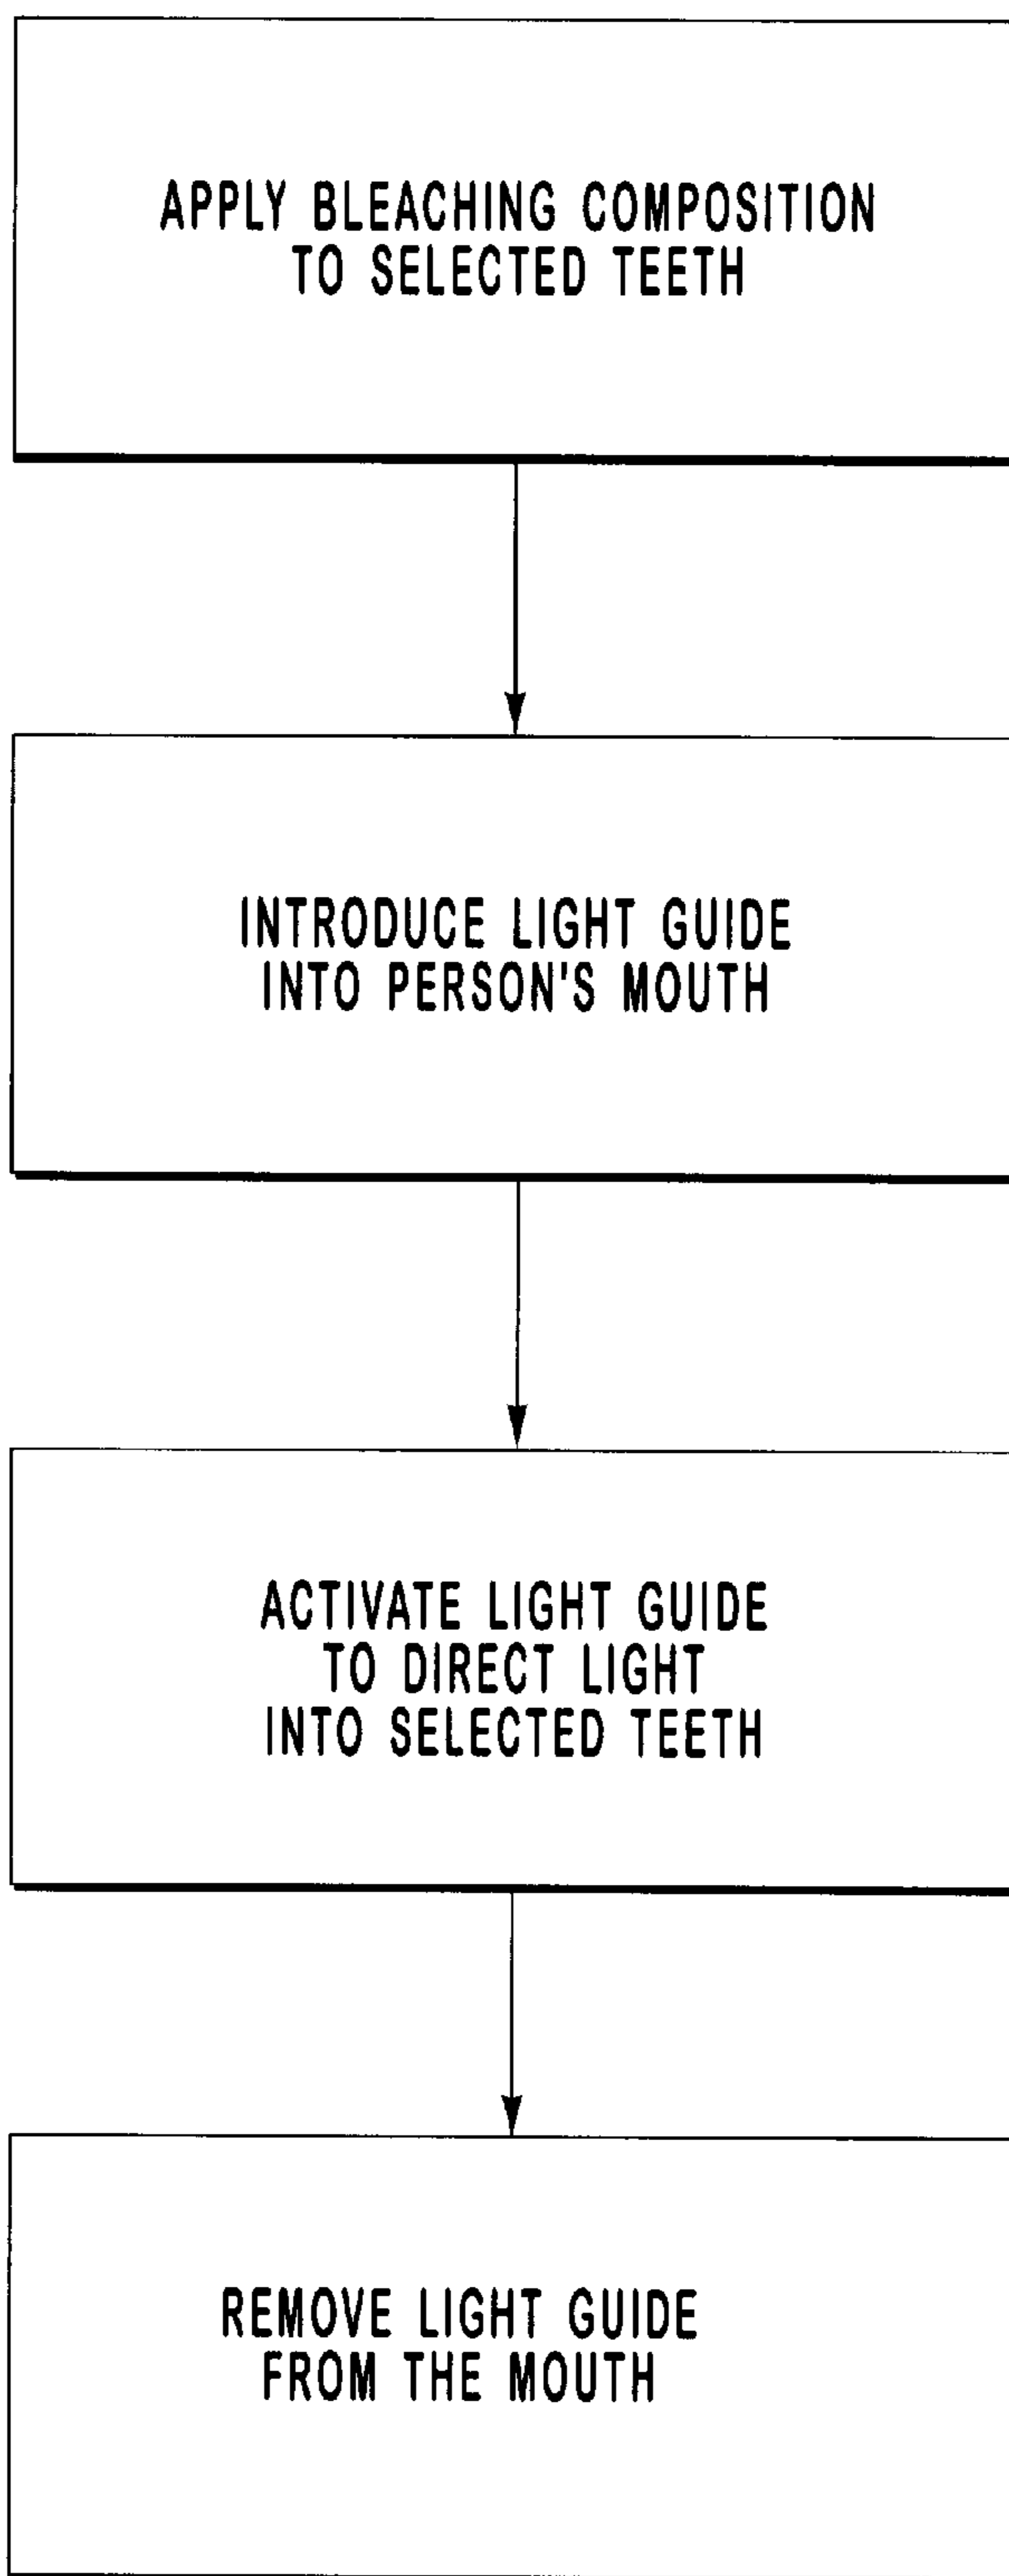 APPLY BLEACHING COMPOSITION
TO SELECTED TEETH
INTRODUCE LIGHT GUIDE
INTO PERSON'S MOUTH
ACTIVATE LIGHT GUIDE
TO DIRECT LIGHT
INTO SELECTED TEETH
REMOVE LIGHT GUIDE
FROM THE MOUTH